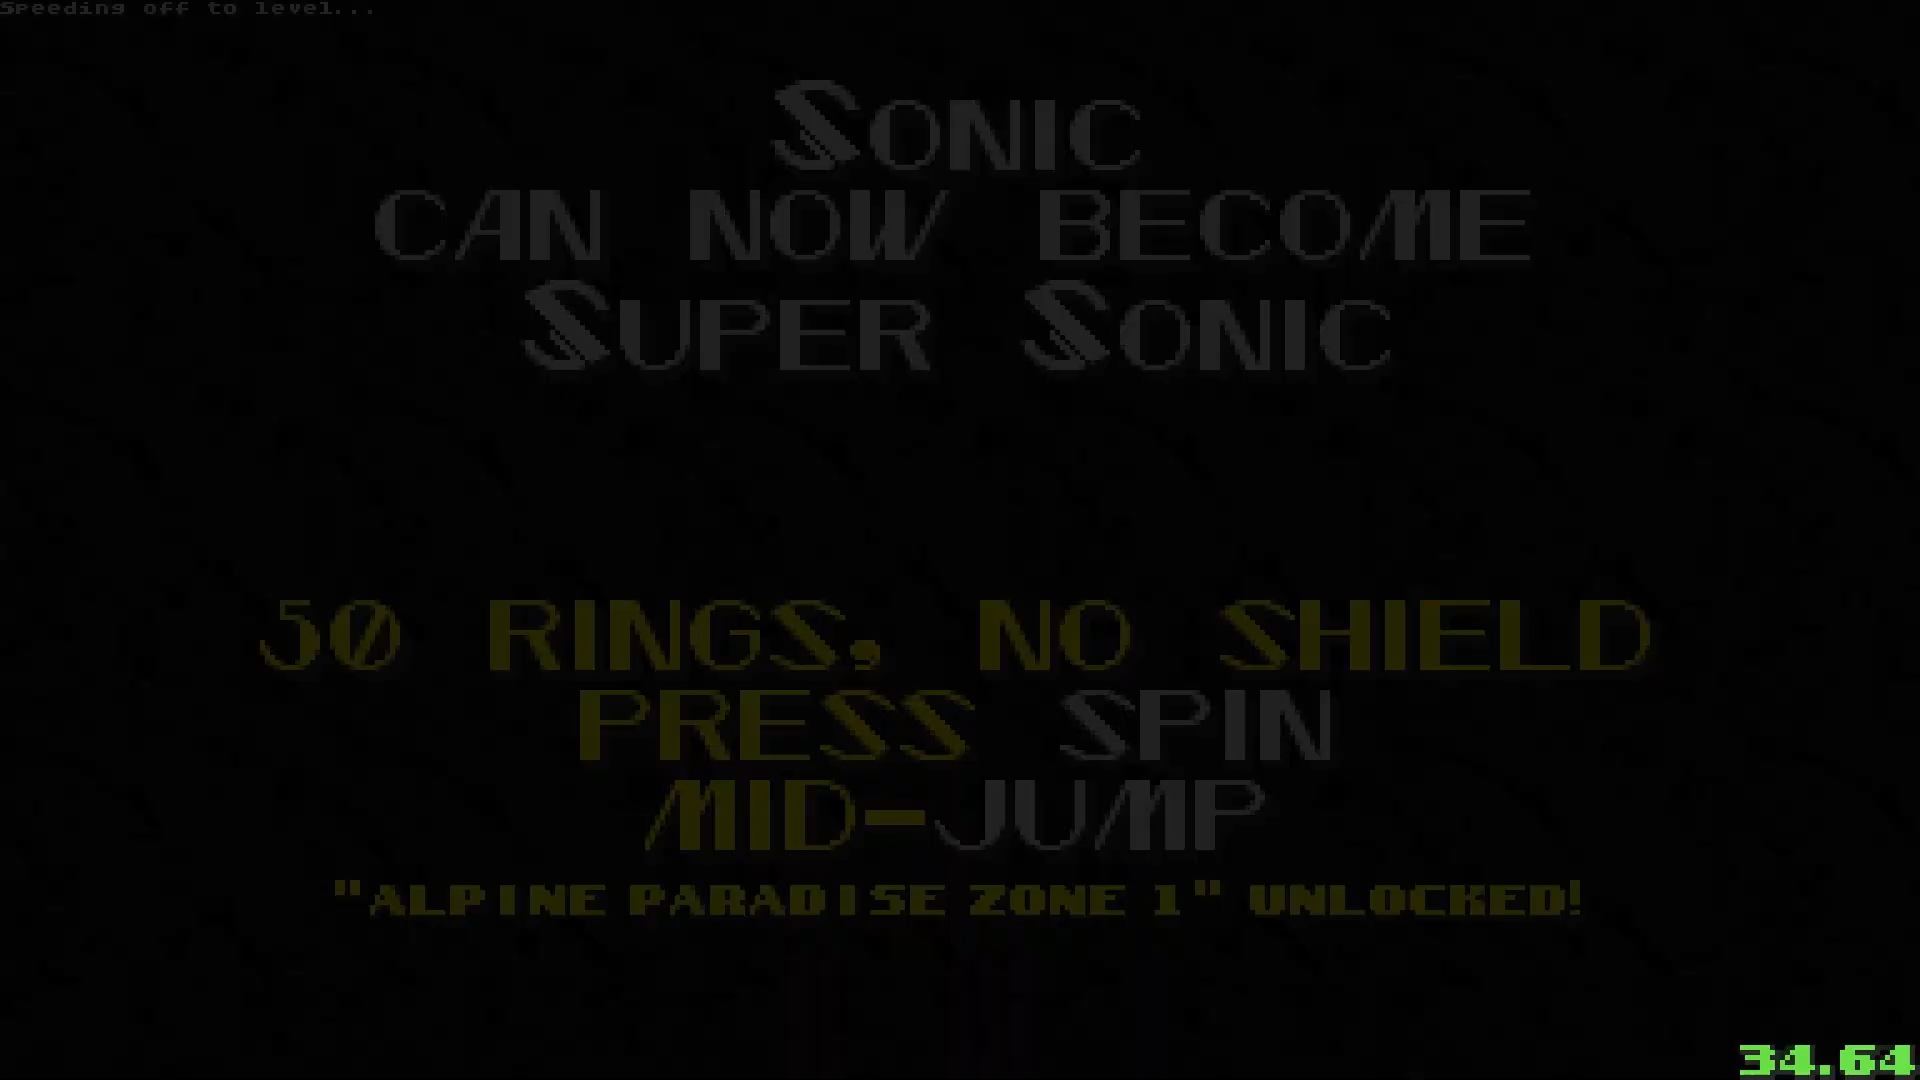 Speeding off to level...
SONIC
CAN NOW BECOME
SUPER SONIC
50 RINGS, NO SHIELD
PRESS SPIN
MID-JUMP
"ALPINE PARADISE ZONE 1" UNLOCKED!
34.64